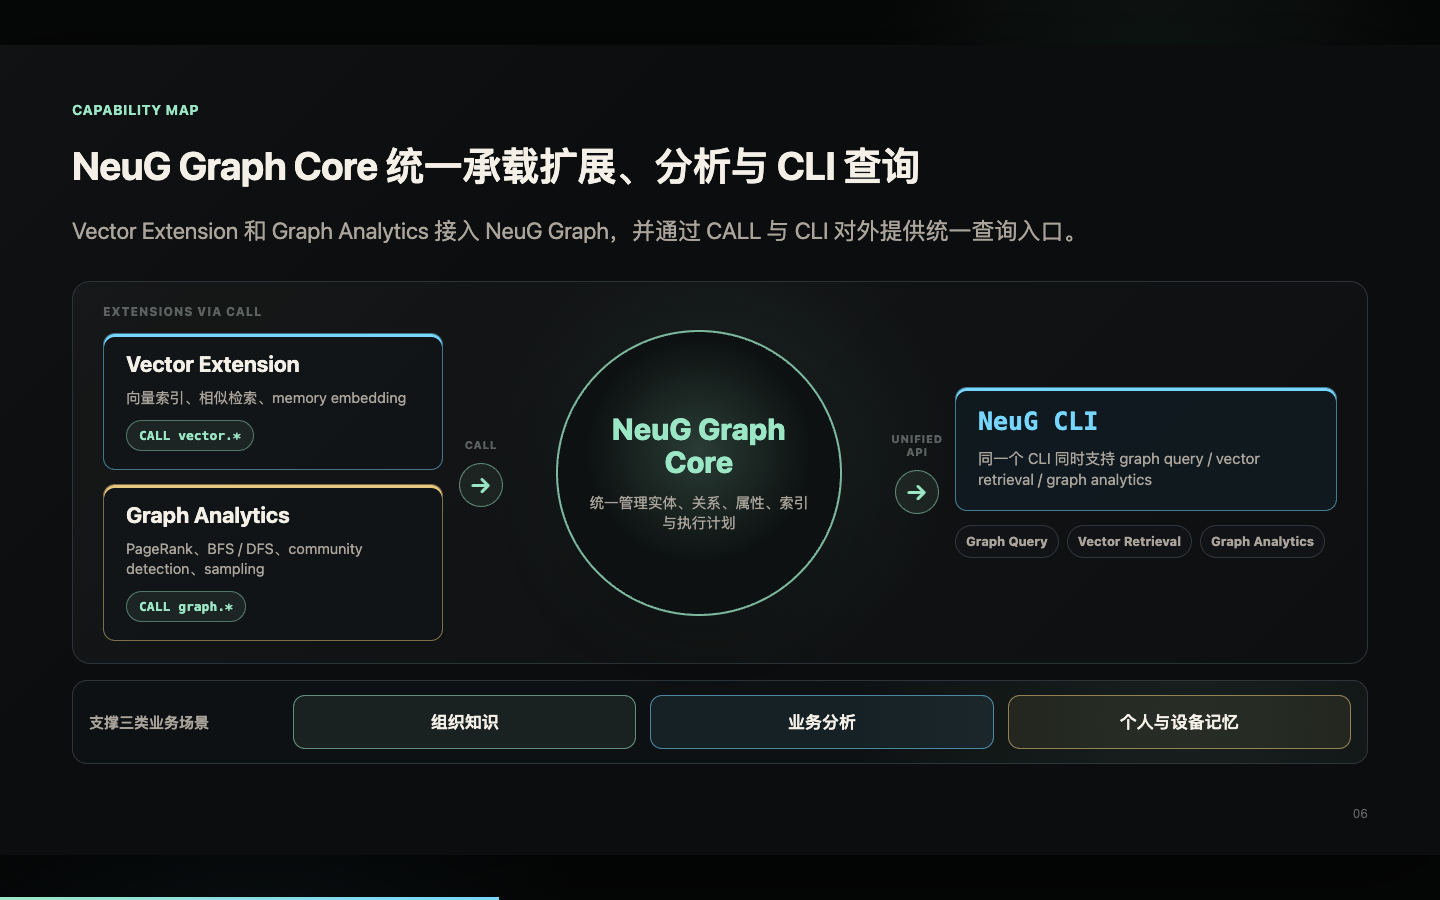 CAPABILITY MAP
NeuG Graph Core 统一承载扩展、分析与 CLI 查询
Vector Extension 和 Graph Analytics 接入 NeuG Graph，并通过 CALL 与 CLI 对外提供统一查询入口。
EXTENSIONS VIA CALL
Vector Extension
向量索引、相似检索、memory embedding
CALL vector.*
Graph Analytics
PageRank、BFS / DFS、community
detection、sampling
CALL graph.*
CALL
NeuG Graph
Core
统一管理实体、关系、属性、索引
与执行计划
UNIFIED
API
NeuG CLI
同一个 CLI 同时支持 graph query / vector
retrieval / graph analytics
Graph Query
Vector Retrieval
Graph Analytics
支撑三类业务场景
组织知识
业务分析
个人与设备记忆
06